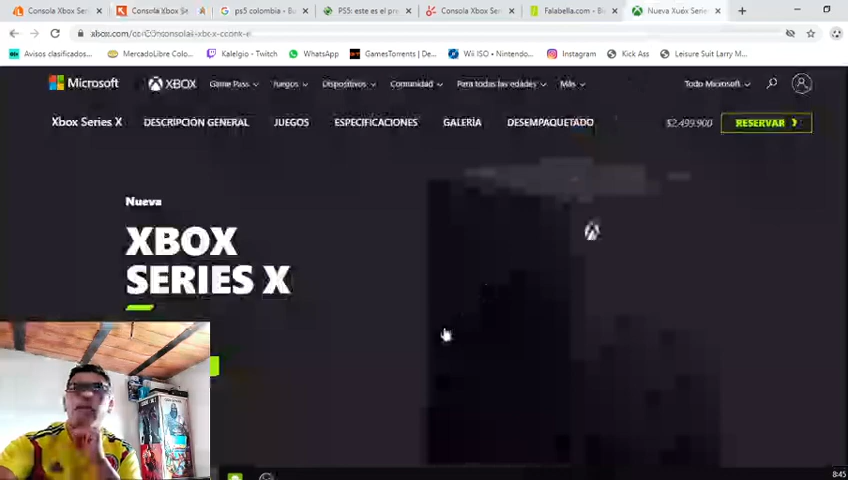 Consola Xbox Se
Consola Xbox S
ps5 colombia - Bu
PS5: este es el pre
Consola Xbox Se
Falabella.com - B
Nueva Xbox Serie
Avisos clasificados...
MercadoLibre Colo...
Kalelgio - Twitch
WhatsApp
GamesTorrents | De...
Wii ISO • Nintendo...
Instagram
Kick Ass
Leisure Suit Larry M...
Microsoft
XBOX
Game Pass
Juegos
Dispositivos
Comunidad
Para todas las edades
Más
Todo Microsoft
Xbox Series X
DESCRIPCIÓN GENERAL
JUEGOS
ESPECIFICACIONES
GALERÍA
DESEMPAQUETADO
$2.499.900
RESERVAR
Nueva
XBOX
SERIES X
8:45